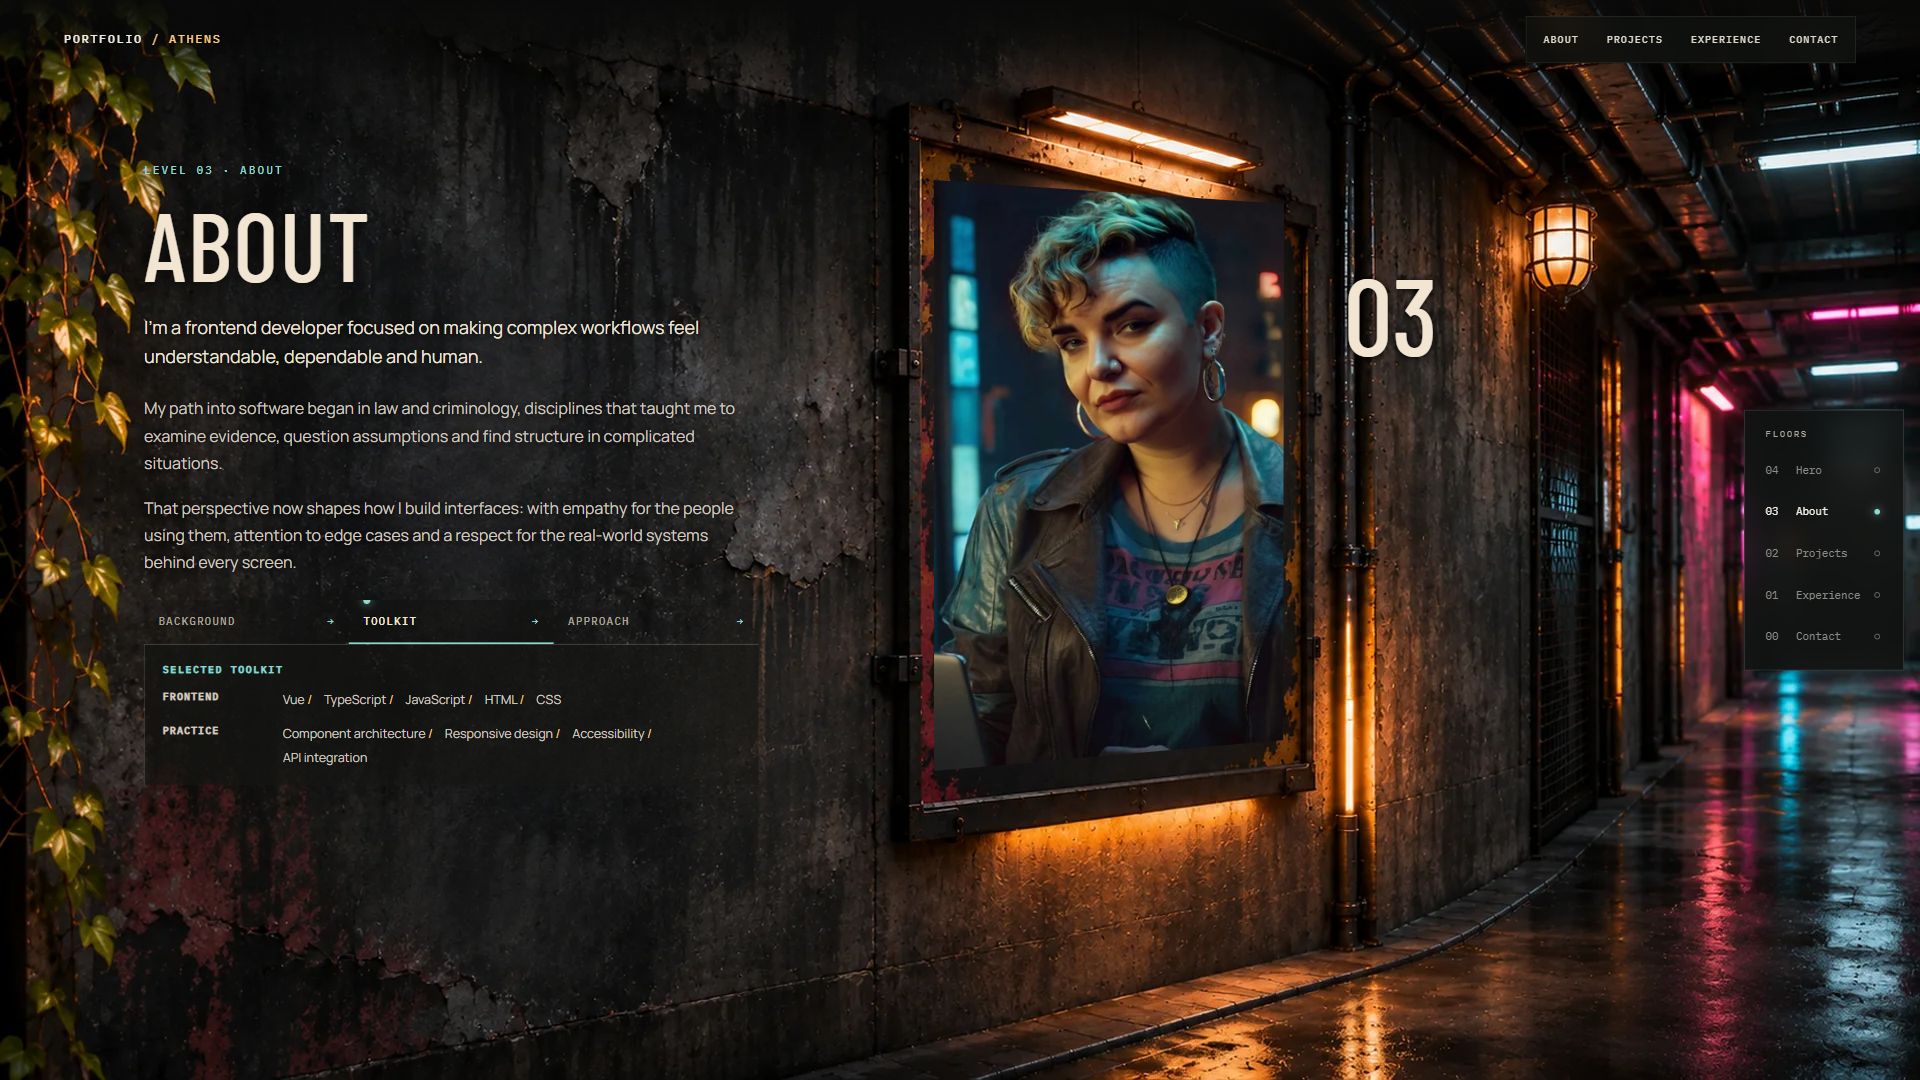 PORTFOLIO / ATHENS
ABOUT PROJECTS EXPERIENCE CONTACT
LEVEL 03 · ABOUT
ABOUT
I'm a frontend developer focused on making complex workflows feel
understandable, dependable and human.
My path into software began in law and criminology, disciplines that taught me to
examine evidence, question assumptions and find structure in complicated
situations.
That perspective now shapes how I build interfaces: with empathy for the people
using them, attention to edge cases and a respect for the real-world systems
behind every screen.
BACKGROUND → TOOLKIT → APPROACH →
SELECTED TOOLKIT
FRONTEND Vue / TypeScript / JavaScript / HTML / CSS
PRACTICE Component architecture / Responsive design / Accessibility /
API integration
03
FLOORS
04 Hero
03 About
02 Projects
01 Experience
00 Contact